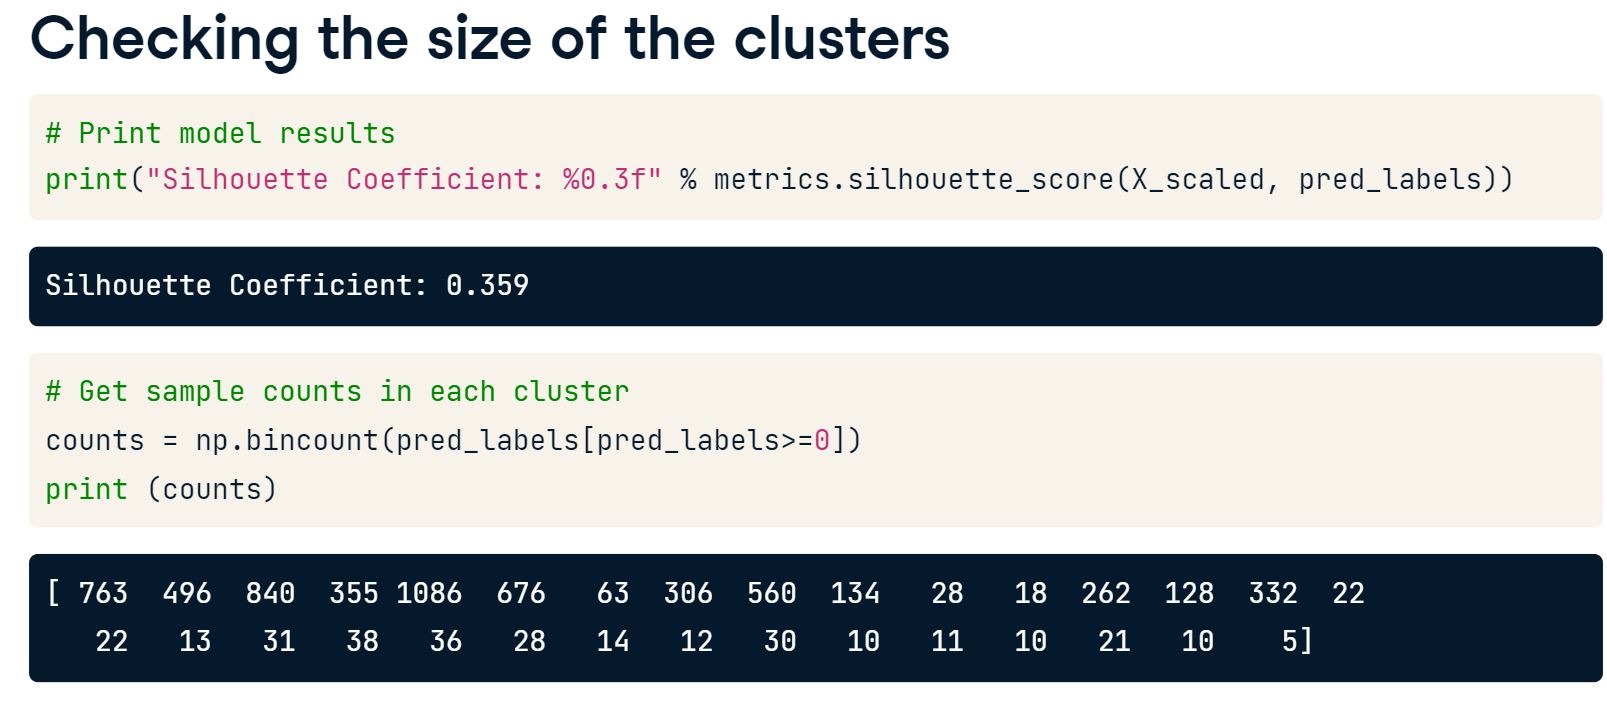 Checking the size of the clusters
# Print model results
print("Silhouette Coefficient: %0.3f" % metrics.silhouette_score(X_scaled, pred_labels))
Silhouette Coefficient: 0.359
# Get sample counts in each cluster
counts = np.bincount(pred_labels[pred_labels>=0])
print (counts)
[ 763  496  840  355 1086  676   63  306  560  134   28   18  262  128  332  22
   22   13   31   38   36   28   14   12   30   10   11   10   21   10    5]